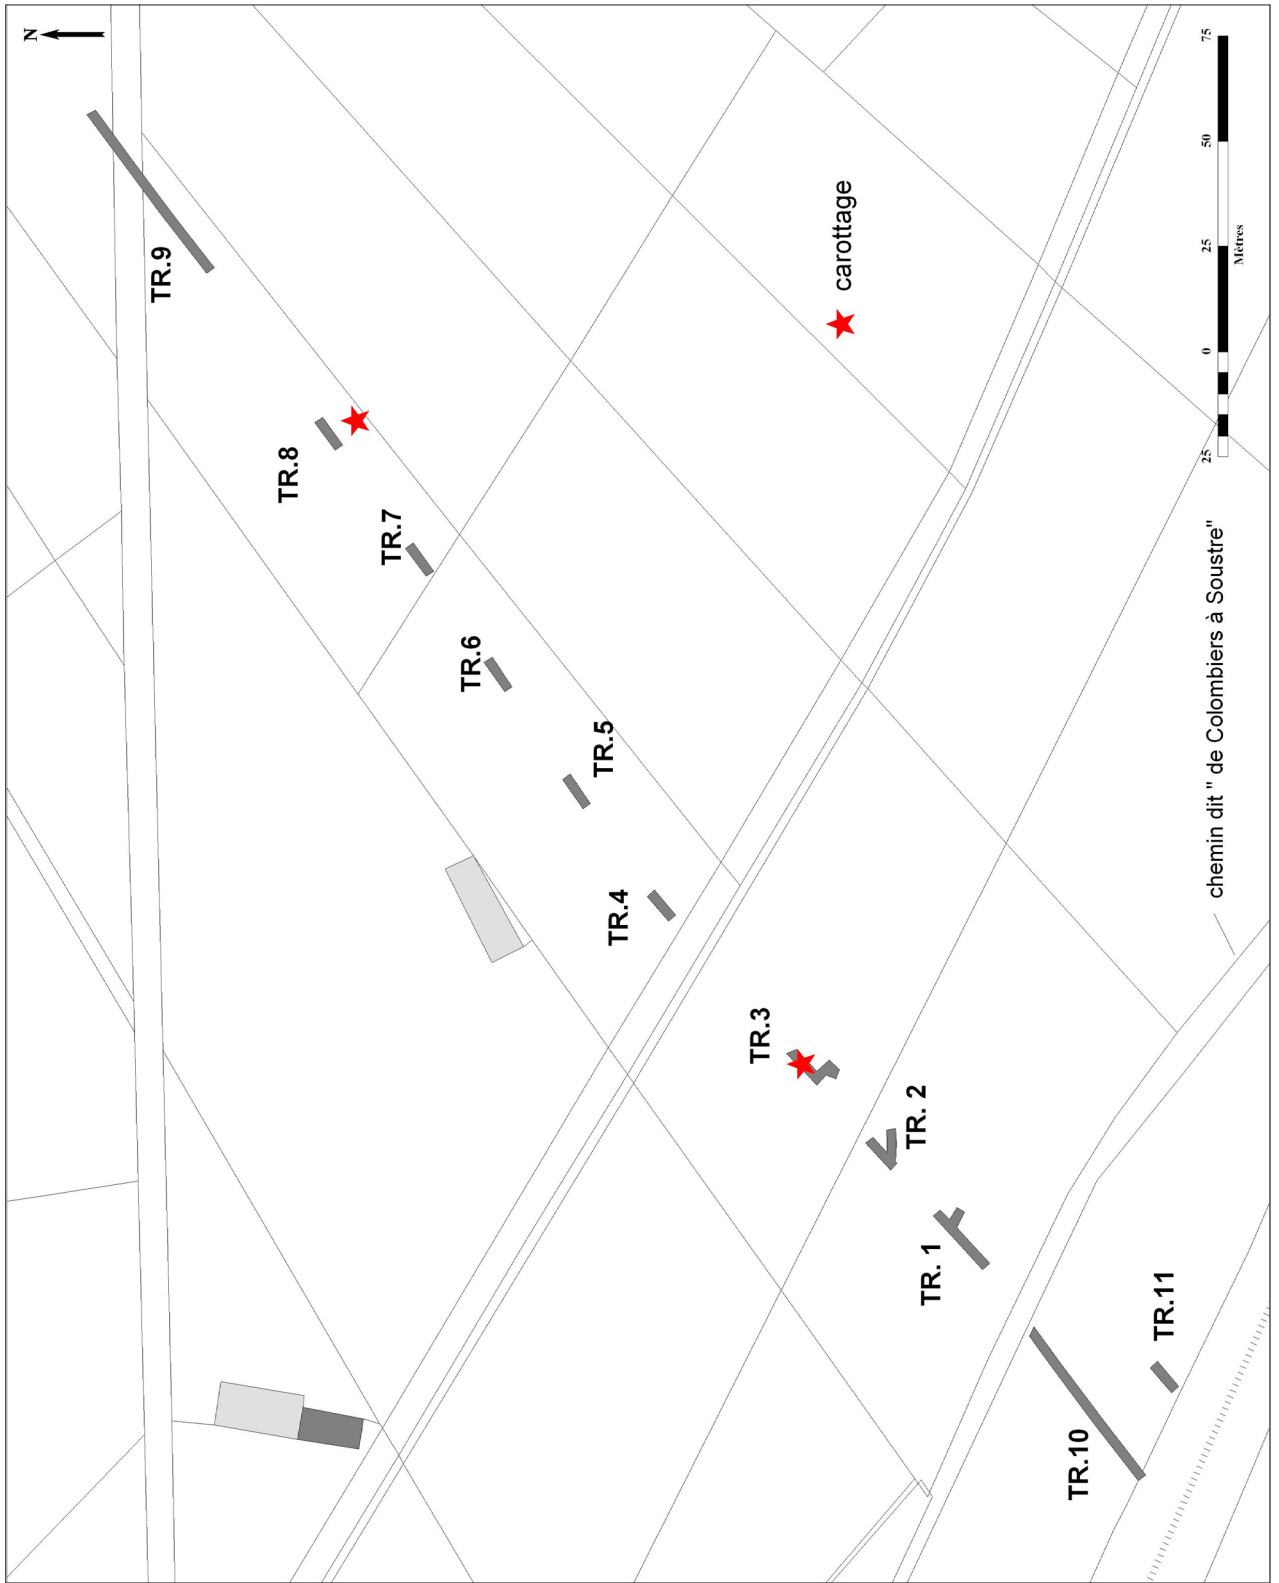 N
TR.9
TR.8
TR.7
TR.6
TR.5
TR.4
TR.3
TR. 2
TR. 1
TR.10
TR.11
carottage
chemin dit " de Colombiers à Soustre"
25 0 25 50 75
Mètres